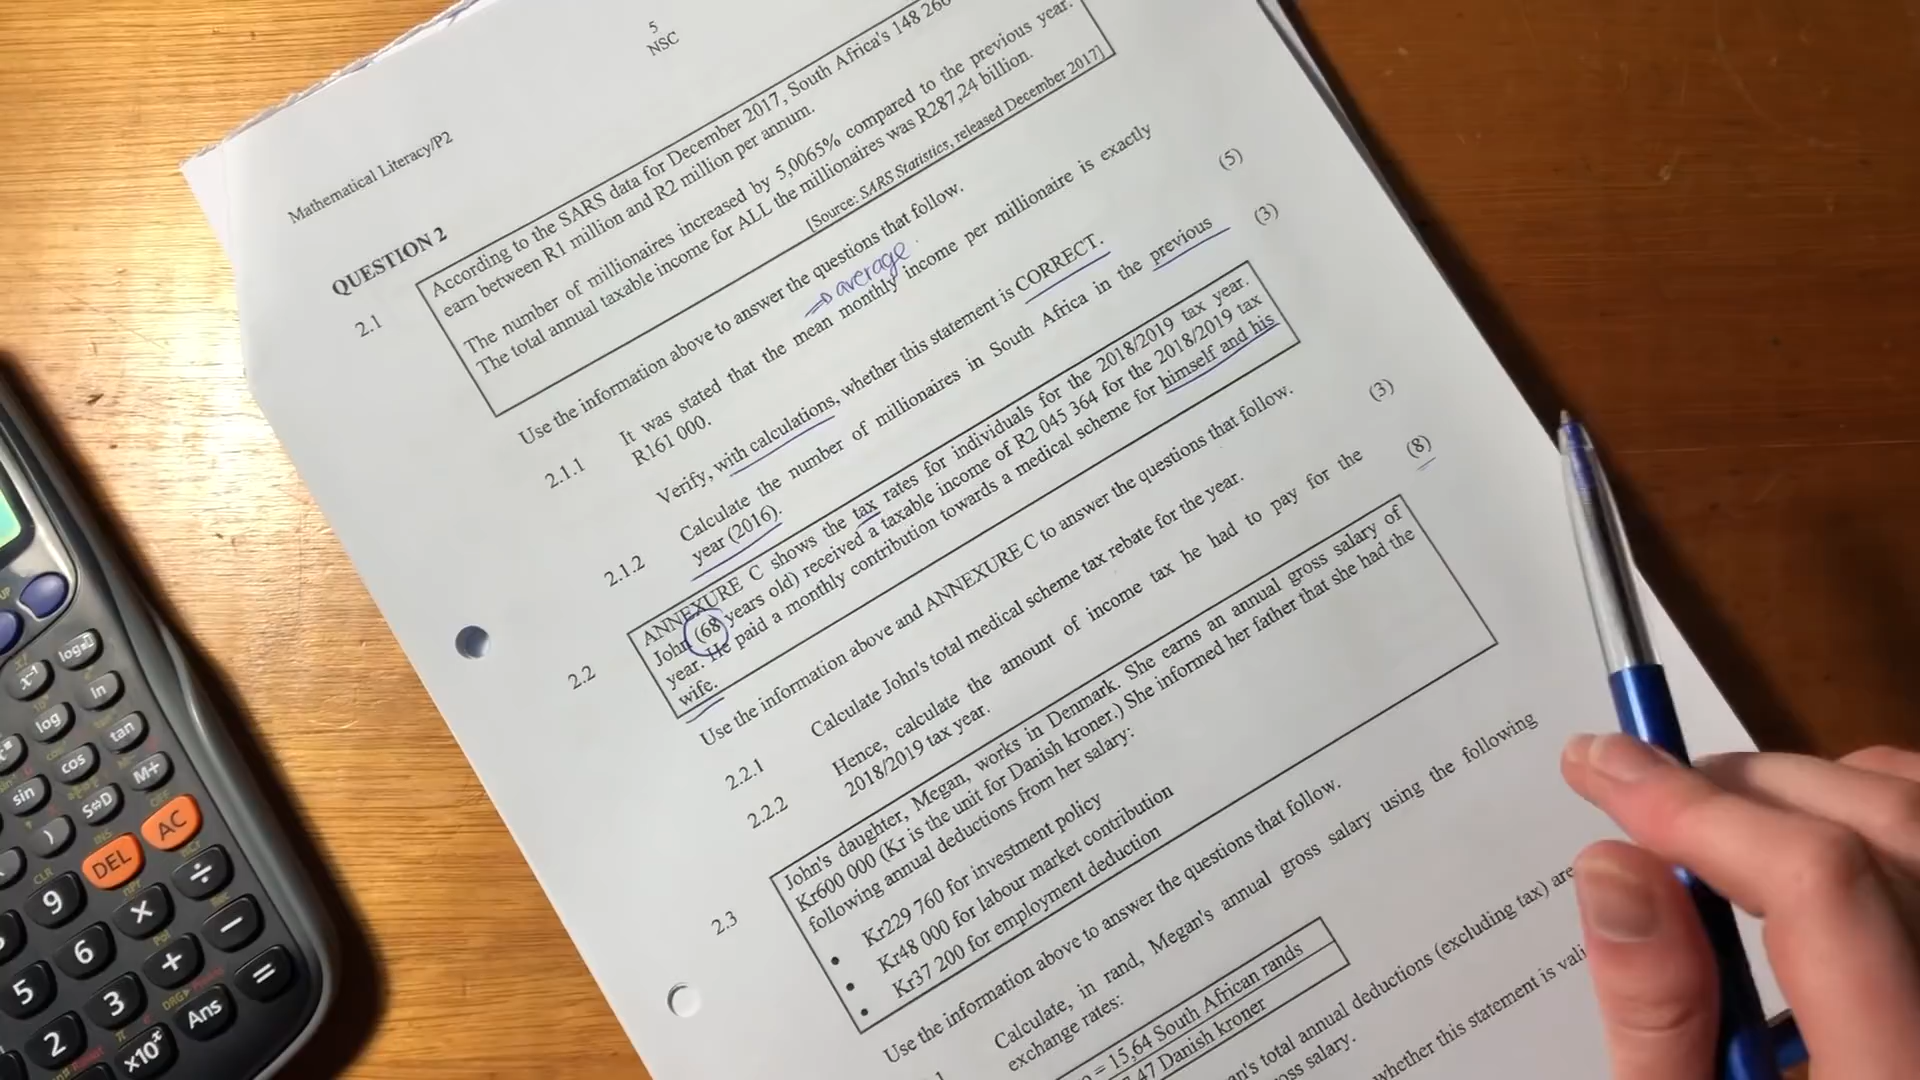 5
NSC
Mathematical Literacy/P2
QUESTION 2
2.1
According to the SARS data for December 2017, South Africa's 148 260
earn between R1 million and R2 million per annum.
The number of millionaires increased by 5,0065% compared to the previous year.
The total annual taxable income for ALL the millionaires was R287,24 billion.
[Source: SARS Statistics, released December 2017]
Use the information above to answer the questions that follow.
⇒ average
2.1.1
It was stated that the mean monthly income per millionaire is exactly
R161 000.
Verify, with calculations, whether this statement is CORRECT.
(5)
2.1.2
Calculate the number of millionaires in South Africa in the previous
year (2016).
(3)
2.2
ANNEXURE C shows the tax rates for individuals for the 2018/2019 tax year.
John (68 years old) received a taxable income of R2 045 364 for the 2018/2019 tax
year. He paid a monthly contribution towards a medical scheme for himself and his
wife.
Use the information above and ANNEXURE C to answer the questions that follow.
2.2.1
Calculate John's total medical scheme tax rebate for the year.
(3)
2.2.2
Hence, calculate the amount of income tax he had to pay for the
2018/2019 tax year.
(8)
2.3
John's daughter, Megan, works in Denmark. She earns an annual gross salary of
Kr600 000 (Kr is the unit for Danish kroner.) She informed her father that she had the
following annual deductions from her salary:
• Kr229 760 for investment policy
• Kr48 000 for labour market contribution
• Kr37 200 for employment deduction
Use the information above to answer the questions that follow.
Calculate, in rand, Megan's annual gross salary using the following
exchange rates:
= 15,64 South African rands
47 Danish kroner
an's total annual deductions (excluding tax) are
oss salary.
whether this statement is vali
log
ln
x⁻¹
log
tan
cos
M+
sin
S⇔D
)
AC
DEL
INS
OFF
CLR
nPr
nCr
Pol
DRG▸
9
×
÷
6
+
−
5
3
Ans
=
2
×10ˣ